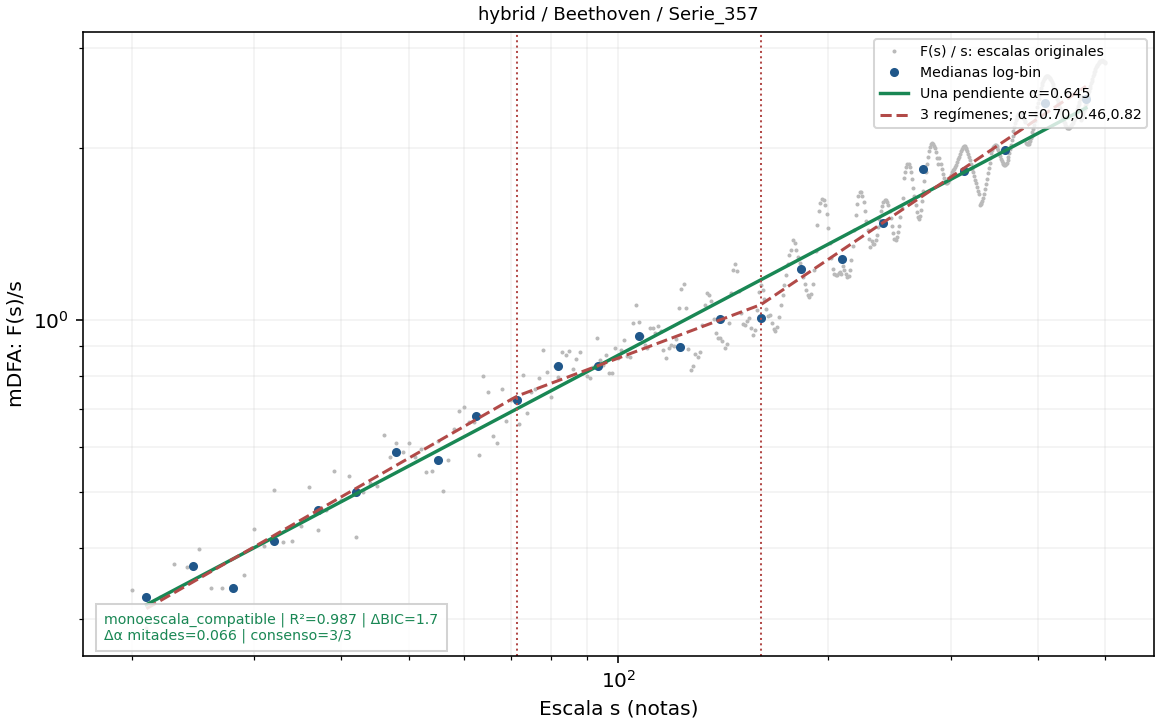 hybrid / Beethoven / Serie_357
F(s) / s: escalas originales
Medianas log-bin
Una pendiente α=0.645
3 regímenes; α=0.70,0.46,0.82
mDFA: F(s)/s
10⁰
monoescala_compatible | R²=0.987 | ΔBIC=1.7
Δα mitades=0.066 | consenso=3/3
10²
Escala s (notas)